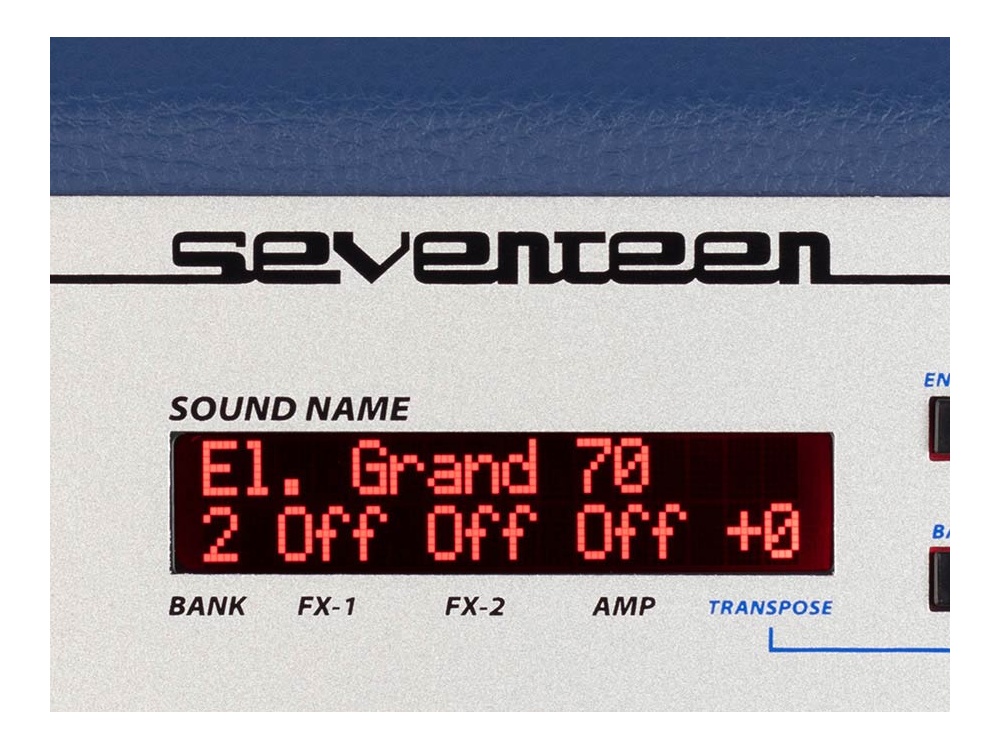 seventeen
SOUND NAME
El. Grand 70
2 Off Off Off +0
BANK FX-1 FX-2 AMP TRANSPOSE